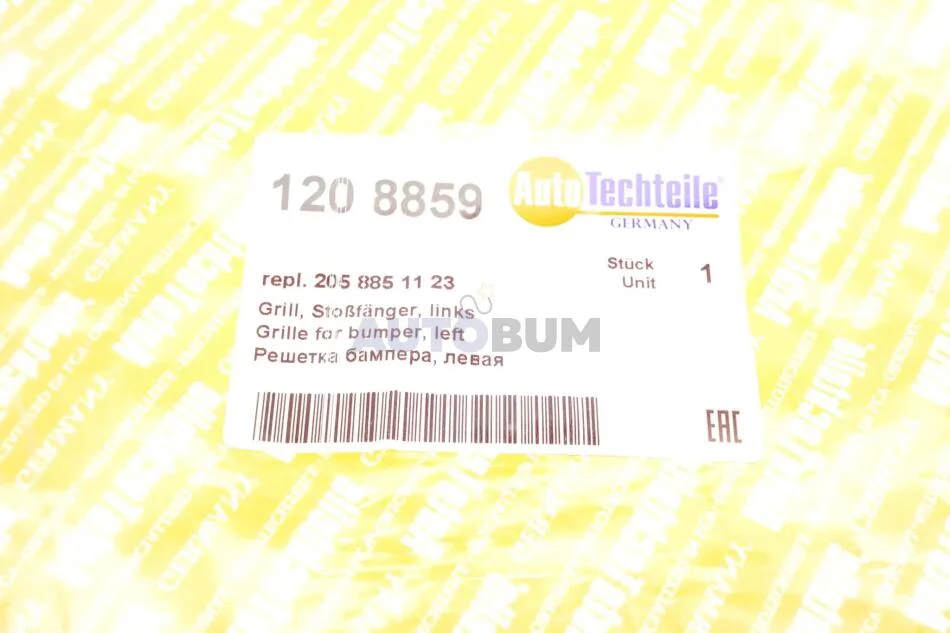 120 8859
AutoTechteile
GERMANY
repl. 205 885 11 23
Stück
Unit
1
Grill, Stoßfänger, links
Grille for bumper, left
Решетка бампера, левая
AUTOBUM
EAC